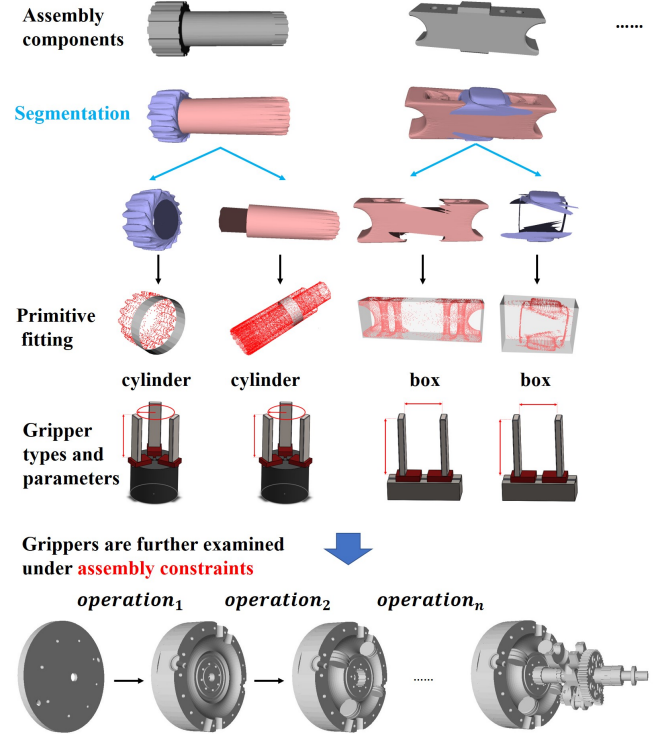 Assembly
components
......
Segmentation
Primitive
fitting
cylinder
cylinder
box
box
Gripper
types and
parameters
Grippers are further examined
under assembly constraints
operation₁
operation₂
operationₙ
......